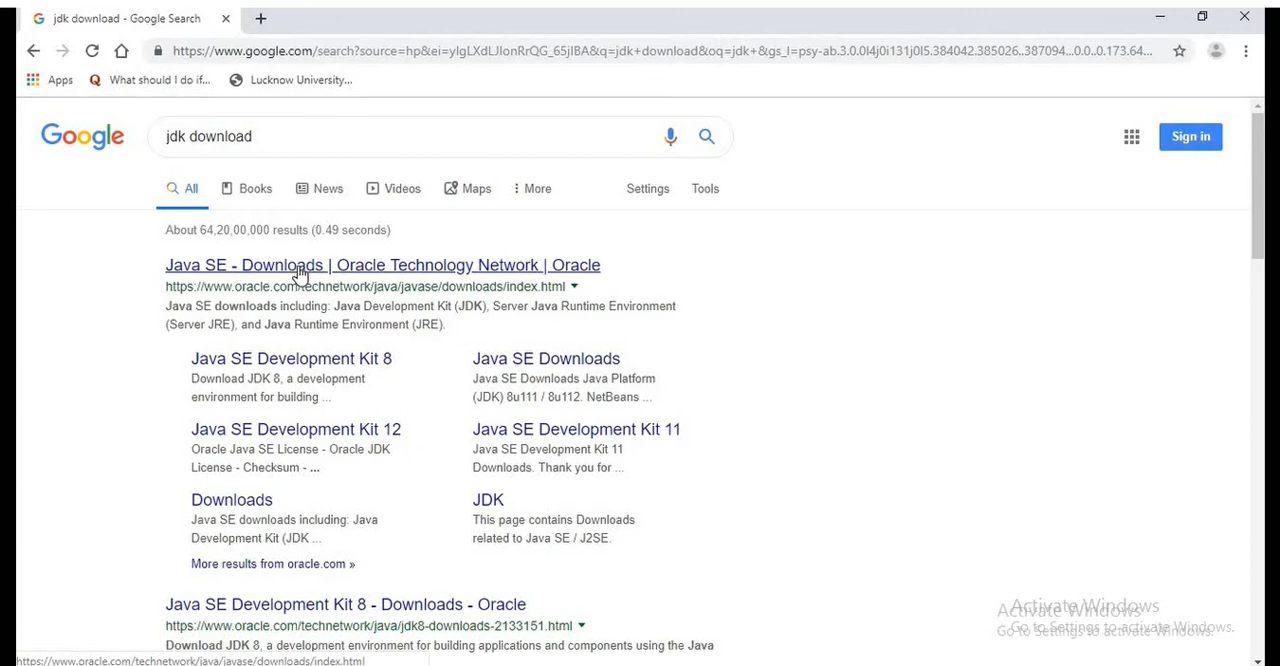 jdk download - Google Search
https://www.google.com/search?source=hp&ei=yIgLXdLJIonRrQG_65jIBA&q=jdk+download&oq=jdk+&gs_l=psy-ab.3.0.0l4j0i131j0l5.384042.385026..387094...0.0..0.173.64...
Apps What should I do if... Lucknow University...
Google jdk download Sign in
All Books News Videos Maps More Settings Tools
About 64,20,00,000 results (0.49 seconds)
Java SE - Downloads | Oracle Technology Network | Oracle
https://www.oracle.com/technetwork/java/javase/downloads/index.html
Java SE downloads including: Java Development Kit (JDK), Server Java Runtime Environment
(Server JRE), and Java Runtime Environment (JRE).
Java SE Development Kit 8
Download JDK 8, a development
environment for building ...
Java SE Downloads
Java SE Downloads Java Platform
(JDK) 8u111 / 8u112. NetBeans ...
Java SE Development Kit 12
Oracle Java SE License - Oracle JDK
License - Checksum - ...
Java SE Development Kit 11
Java SE Development Kit 11
Downloads. Thank you for ...
Downloads
Java SE downloads including: Java
Development Kit (JDK ...
JDK
This page contains Downloads
related to Java SE / J2SE.
More results from oracle.com »
Java SE Development Kit 8 - Downloads - Oracle
https://www.oracle.com/technetwork/java/jdk8-downloads-2133151.html
Download JDK 8, a development environment for building applications and components using the Java
Activate Windows
Go to Settings to activate Windows.
Activate Windows
Go to Settings to activate Windows.
https://www.oracle.com/technetwork/java/javase/downloads/index.html